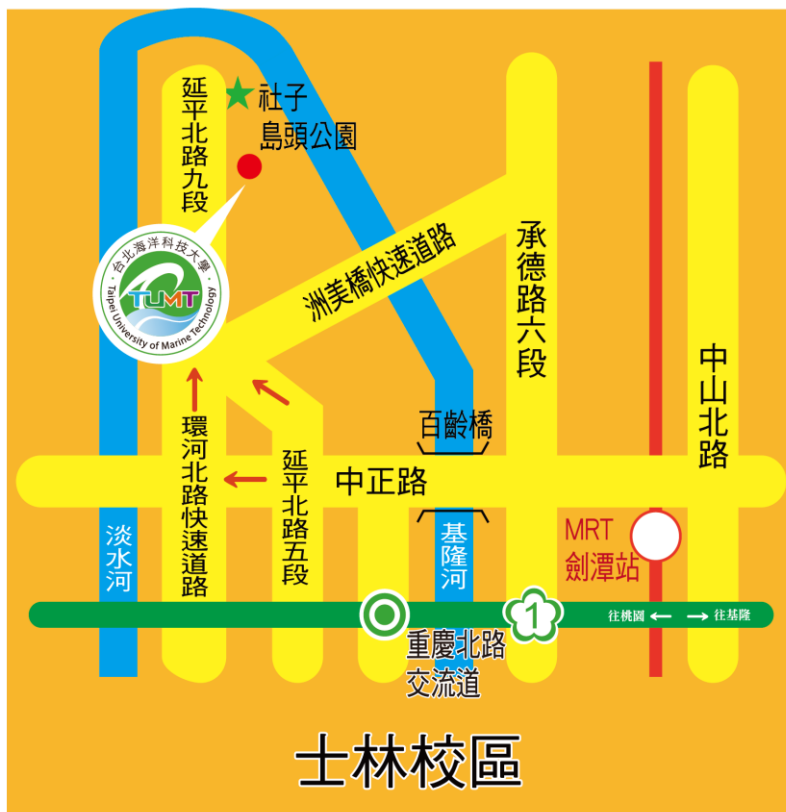 社子
島頭公園
延平北路九段
台北海洋科技大學
TUMT
Taipei University of Marine Technology
洲美橋快速道路
承德路六段
中山北路
百齡橋
中正路
環河北路快速道路
延平北路五段
淡水河
基隆河
MRT
劍潭站
1
往桃園 ← → 往基隆
重慶北路
交流道
士林校區